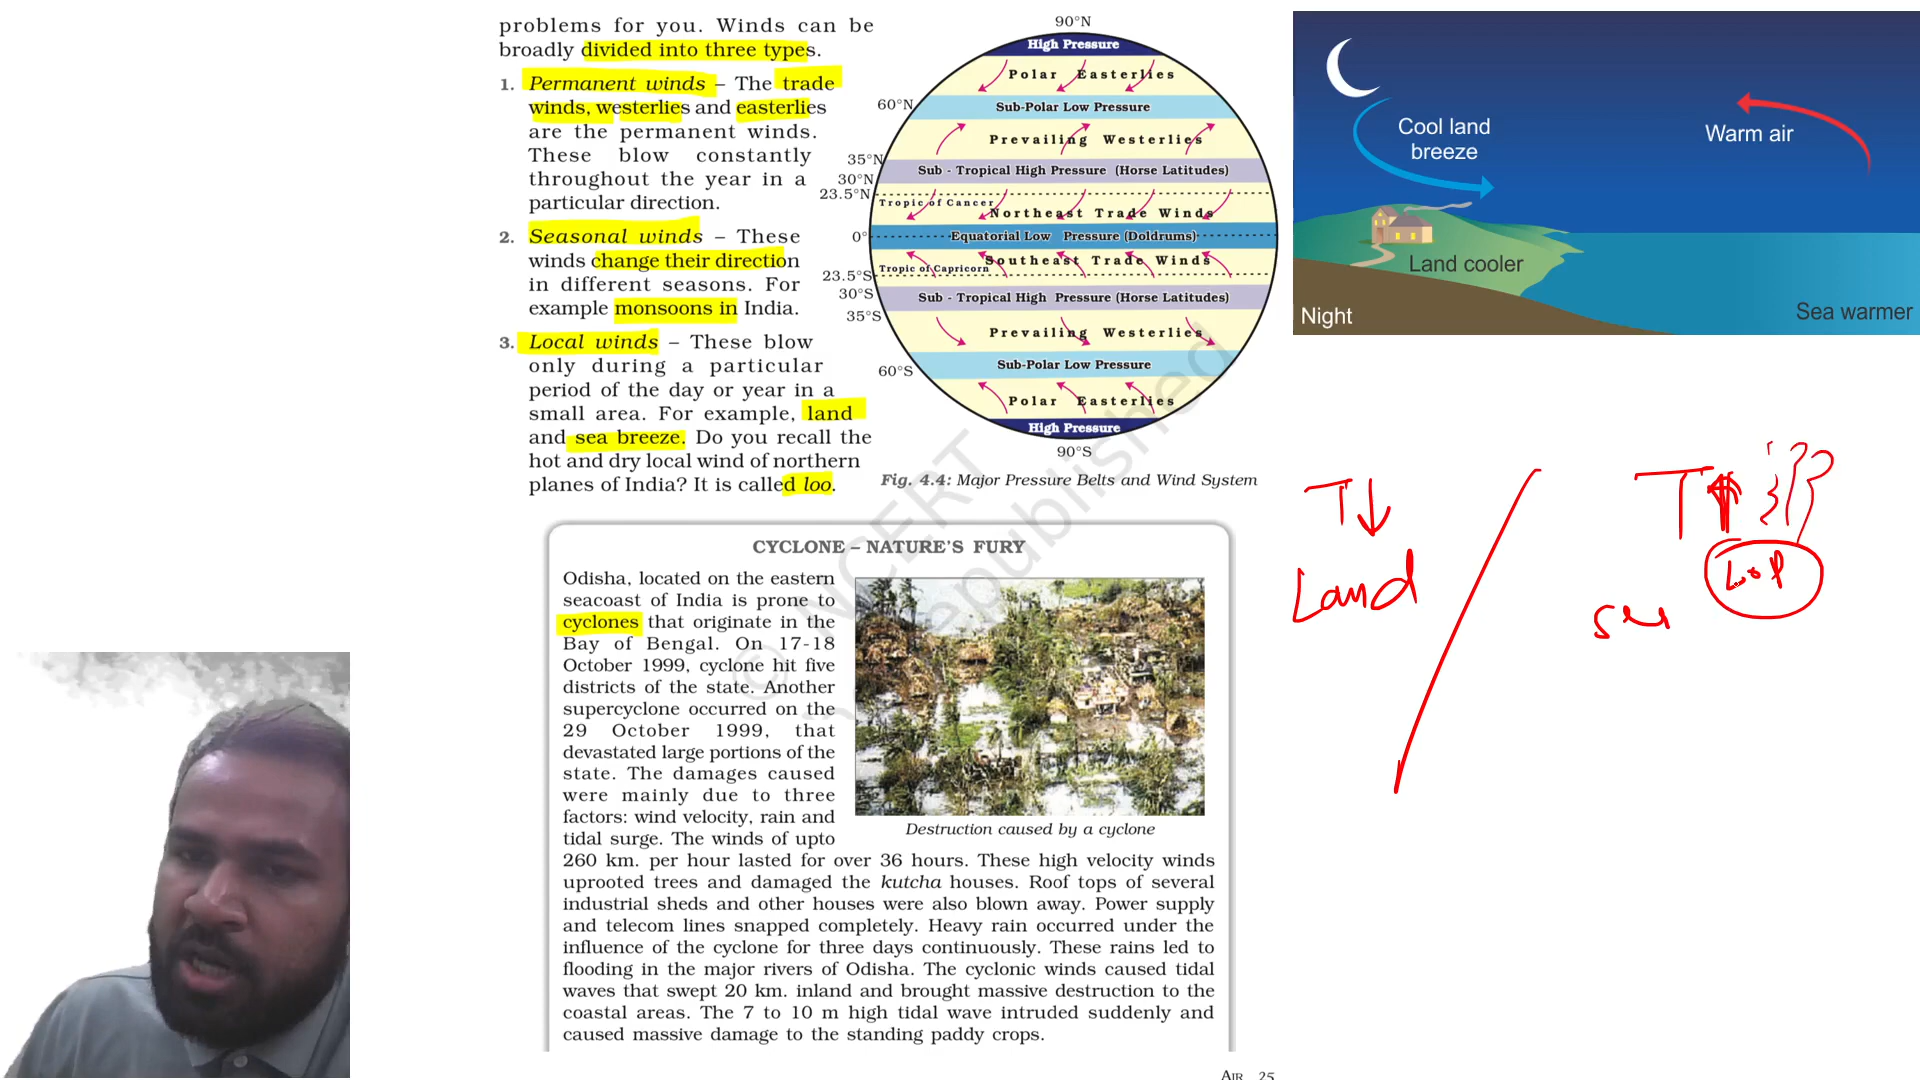 problems for you. Winds can be
broadly divided into three types.
1. Permanent winds – The trade
winds, westerlies and easterlies
are the permanent winds.
These blow constantly
throughout the year in a
particular direction.
2. Seasonal winds – These
winds change their direction
in different seasons. For
example monsoons in India.
3. Local winds – These blow
only during a particular
period of the day or year in a
small area. For example, land
and sea breeze. Do you recall the
hot and dry local wind of northern
planes of India? It is called loo.
90°N
High Pressure
Polar Easterlies
60°N
Sub-Polar Low Pressure
Prevailing Westerlies
35°N
Sub - Tropical High Pressure (Horse Latitudes)
30°N
23.5°N
Tropic of Cancer
Northeast Trade Winds
0°
Equatorial Low Pressure (Doldrums)
Southeast Trade Winds
Tropic of Capricorn
23.5°S
30°S
Sub - Tropical High Pressure (Horse Latitudes)
35°S
Prevailing Westerlies
60°S
Sub-Polar Low Pressure
Polar Easterlies
High Pressure
90°S
Fig. 4.4: Major Pressure Belts and Wind System
Cool land
breeze
Warm air
Land cooler
Night
Sea warmer
T↓
Land
T↑
LOP
© NCERT
republished
CYCLONE – NATURE'S FURY
Odisha, located on the eastern
seacoast of India is prone to
cyclones that originate in the
Bay of Bengal. On 17-18
October 1999, cyclone hit five
districts of the state. Another
supercyclone occurred on the
29 October 1999, that
devastated large portions of the
state. The damages caused
were mainly due to three
factors: wind velocity, rain and
tidal surge. The winds of upto
260 km. per hour lasted for over 36 hours. These high velocity winds
uprooted trees and damaged the kutcha houses. Roof tops of several
industrial sheds and other houses were also blown away. Power supply
and telecom lines snapped completely. Heavy rain occurred under the
influence of the cyclone for three days continuously. These rains led to
flooding in the major rivers of Odisha. The cyclonic winds caused tidal
waves that swept 20 km. inland and brought massive destruction to the
coastal areas. The 7 to 10 m high tidal wave intruded suddenly and
caused massive damage to the standing paddy crops.
Destruction caused by a cyclone
AIR 25